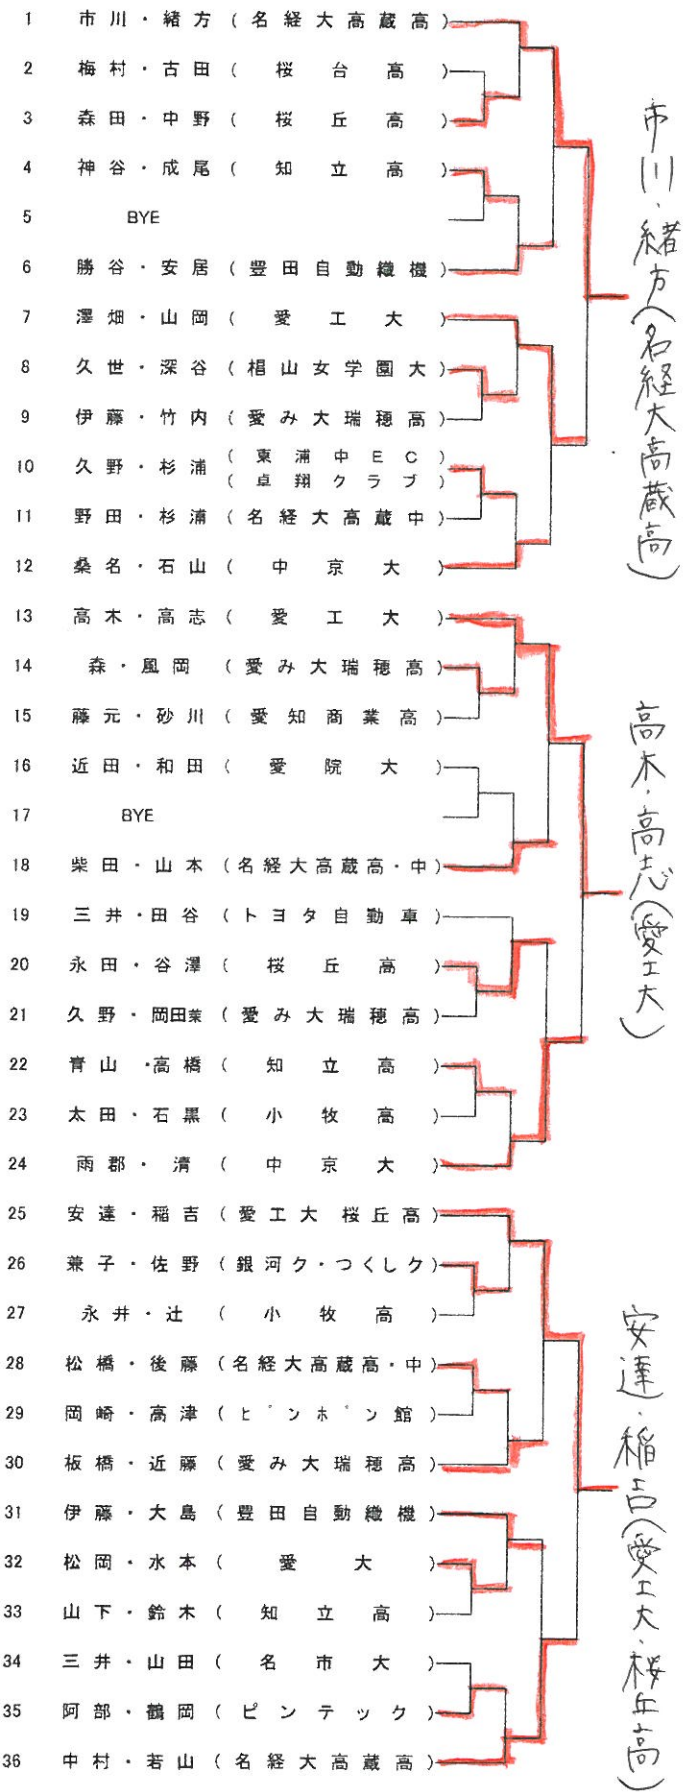 1 市川・緒方 (名経大高蔵高)
2 梅村・古田 (桜台高)
3 森田・中野 (桜丘高)
4 神谷・成尾 (知立高)
5 BYE
6 勝谷・安居 (豊田自動織機)
7 澤畑・山岡 (愛工大)
8 久世・深谷 (椙山女学園大)
9 伊藤・竹内 (愛み大瑞穂高)
10 久野・杉浦 (東浦中EC)
(卓翔クラブ)
11 野田・杉浦 (名経大高蔵中)
12 桑名・石山 (中京大)
13 高木・高志 (愛工大)
14 森・風岡 (愛み大瑞穂高)
15 藤元・砂川 (愛知商業高)
16 近田・和田 (愛院大)
17 BYE
18 柴田・山本 (名経大高蔵高・中)
19 三井・田谷 (トヨタ自動車)
20 永田・谷澤 (桜丘高)
21 久野・岡田茉 (愛み大瑞穂高)
22 青山・高橋 (知立高)
23 太田・石黒 (小牧高)
24 雨郡・清 (中京大)
25 安達・稲吉 (愛工大 桜丘高)
26 兼子・佐野 (銀河ク・つくしク)
27 永井・辻 (小牧高)
28 松橋・後藤 (名経大高蔵高・中)
29 岡崎・高津 (ピンポン館)
30 板橋・近藤 (愛み大瑞穂高)
31 伊藤・大島 (豊田自動織機)
32 松岡・水本 (愛大)
33 山下・鈴木 (知立高)
34 三井・山田 (名市大)
35 阿部・鶴岡 (ピンテック)
36 中村・若山 (名経大高蔵高)
市川・緒方(名経大高蔵高)
高木・高志(愛工大)
安達・稲吉(愛工大・桜丘高)